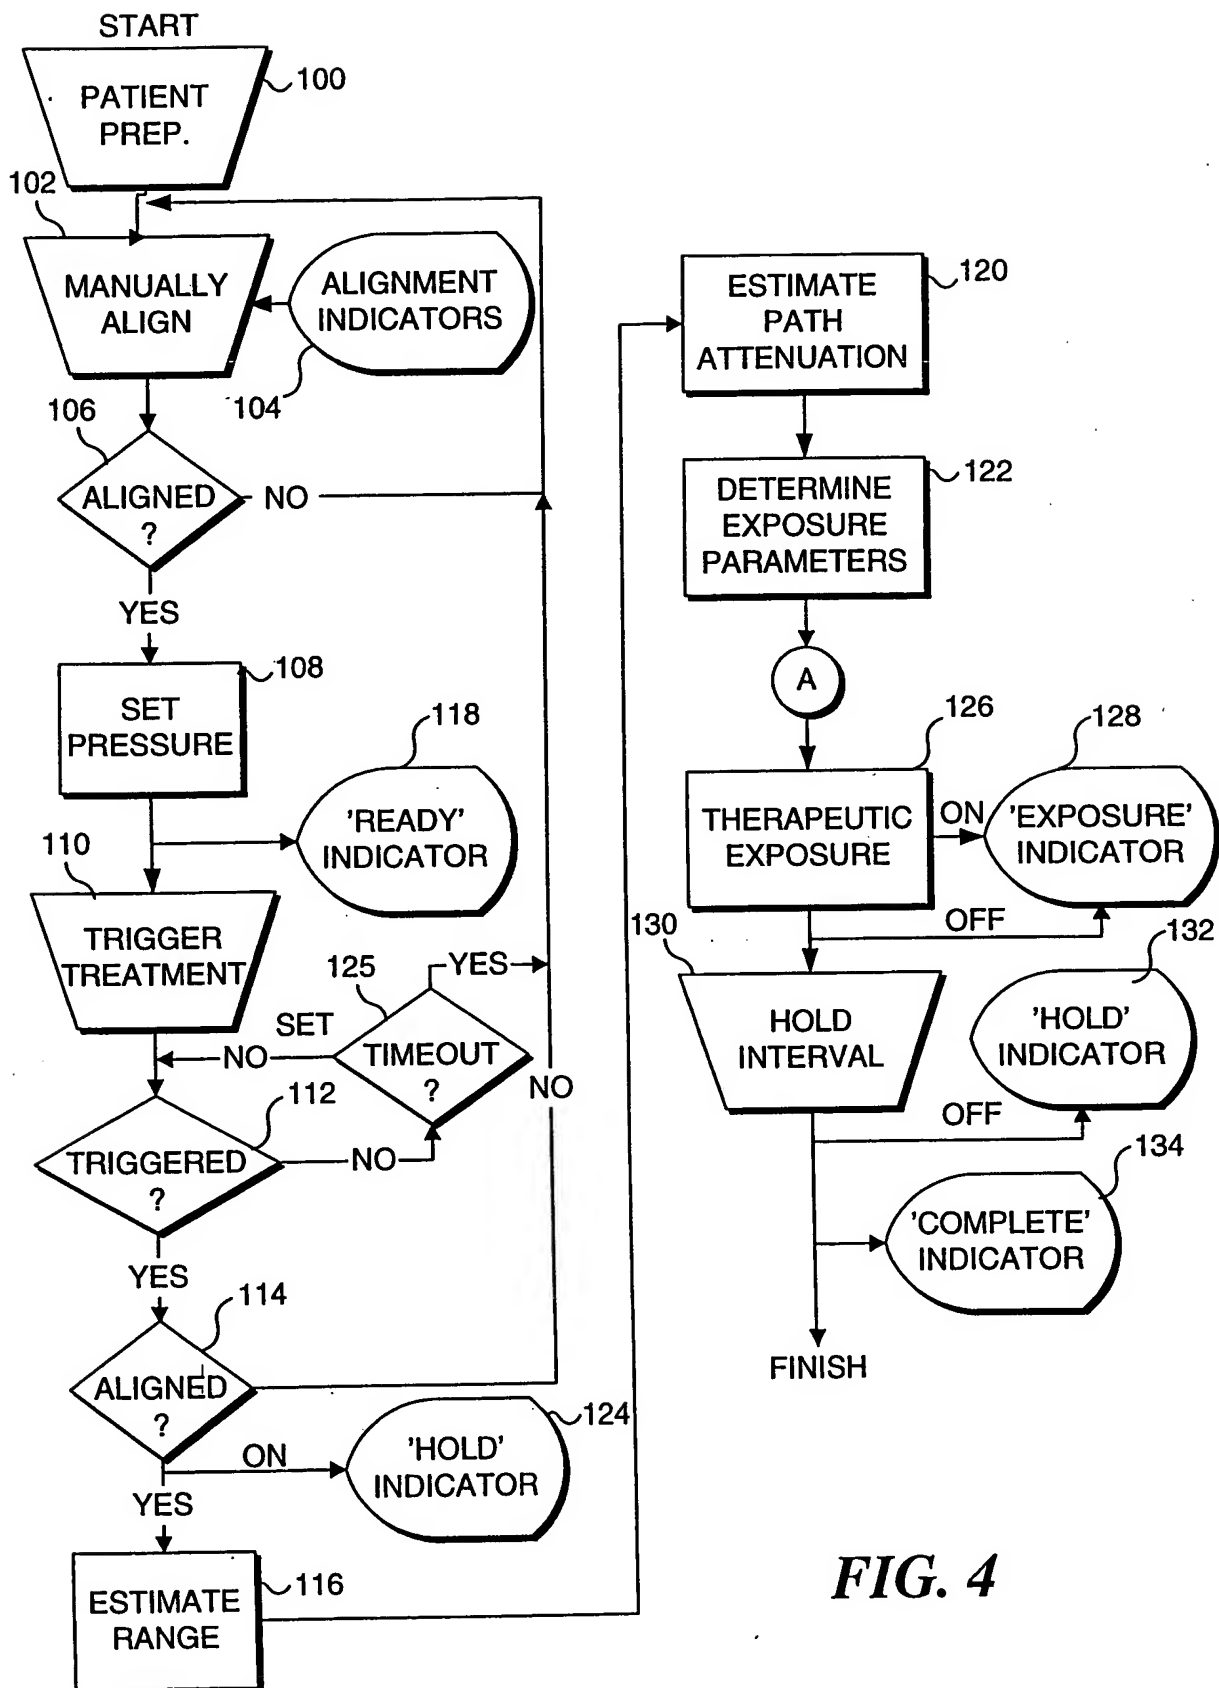 START
PATIENT
PREP.
100
102
MANUALLY
ALIGN
ALIGNMENT
INDICATORS
104
106
ALIGNED
?
NO
YES
108
SET
PRESSURE
118
'READY'
INDICATOR
110
TRIGGER
TREATMENT
125
YES
SET
NO
TIMEOUT
?
NO
112
TRIGGERED
?
NO
YES
114
ALIGNED
?
124
ON
'HOLD'
INDICATOR
YES
116
ESTIMATE
RANGE
120
ESTIMATE
PATH
ATTENUATION
122
DETERMINE
EXPOSURE
PARAMETERS
A
126
128
THERAPEUTIC
EXPOSURE
ON
'EXPOSURE'
INDICATOR
OFF
130
132
HOLD
INTERVAL
'HOLD'
INDICATOR
OFF
134
'COMPLETE'
INDICATOR
FINISH
FIG. 4